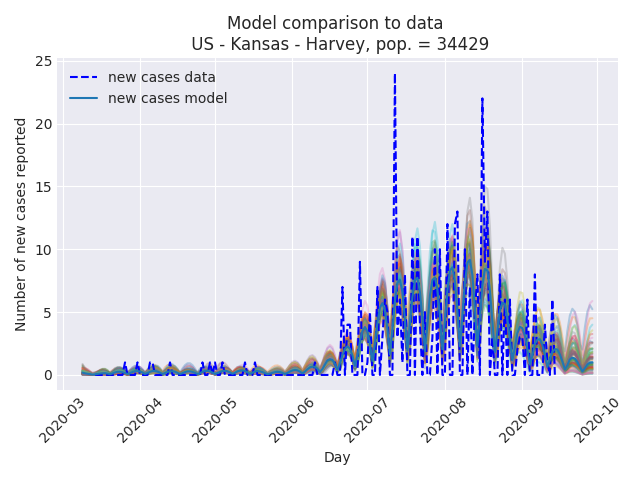 Model comparison to data
US - Kansas - Harvey, pop. = 34429
25
20
15
10
5
0
Number of new cases reported
new cases data
new cases model
2020-03
2020-04
2020-05
2020-06
2020-07
2020-08
2020-09
2020-10
Day